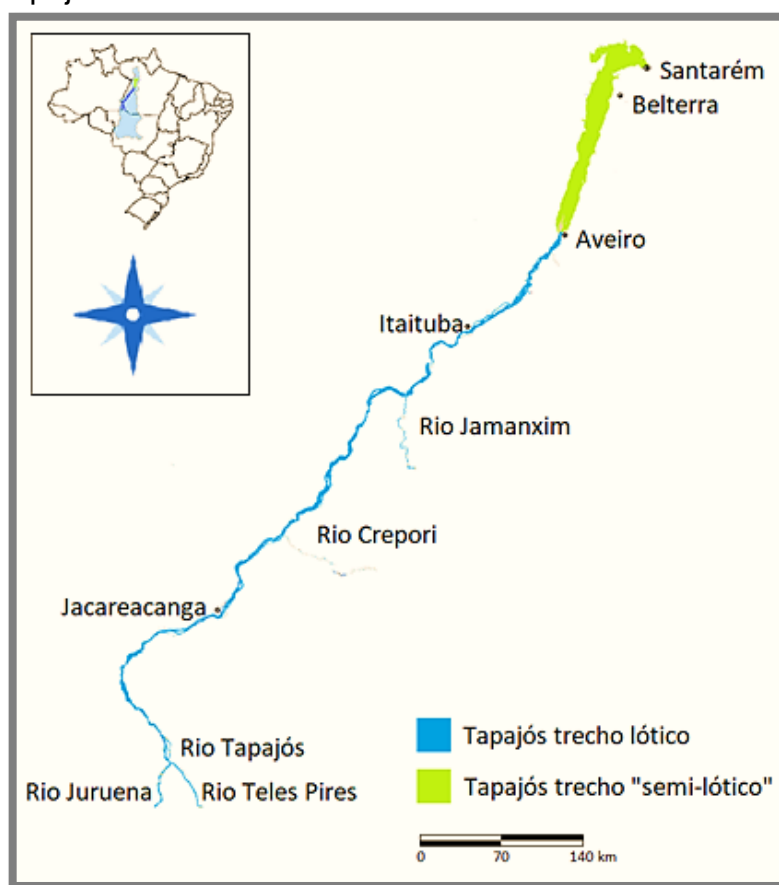 Santarém
Belterra
Aveiro
Itaituba
Rio Jamanxim
Rio Crepori
Jacareacanga
Rio Tapajós
Rio Juruena
Rio Teles Pires
Tapajós trecho lótico
Tapajós trecho "semi-lótico"
0 70 140 km